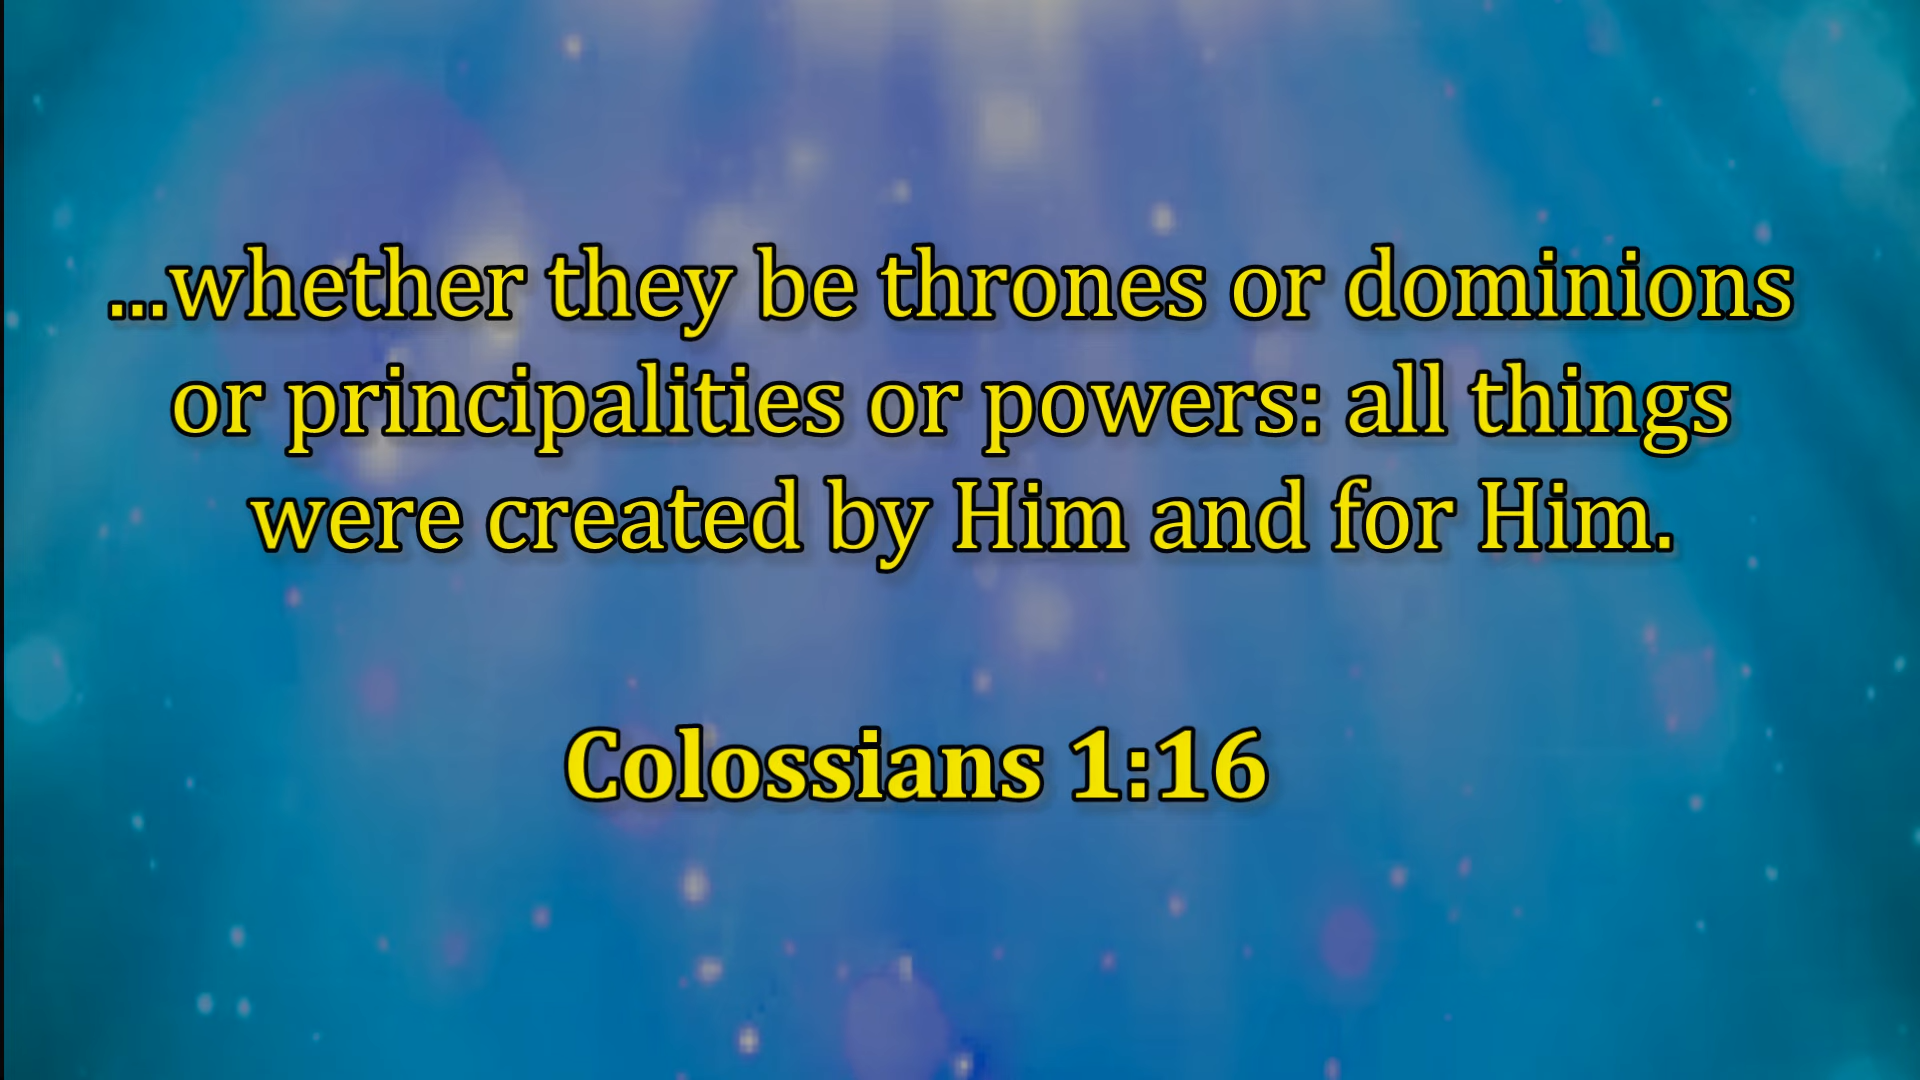 ...whether they be thrones or dominions
or principalities or powers: all things
were created by Him and for Him.
Colossians 1:16